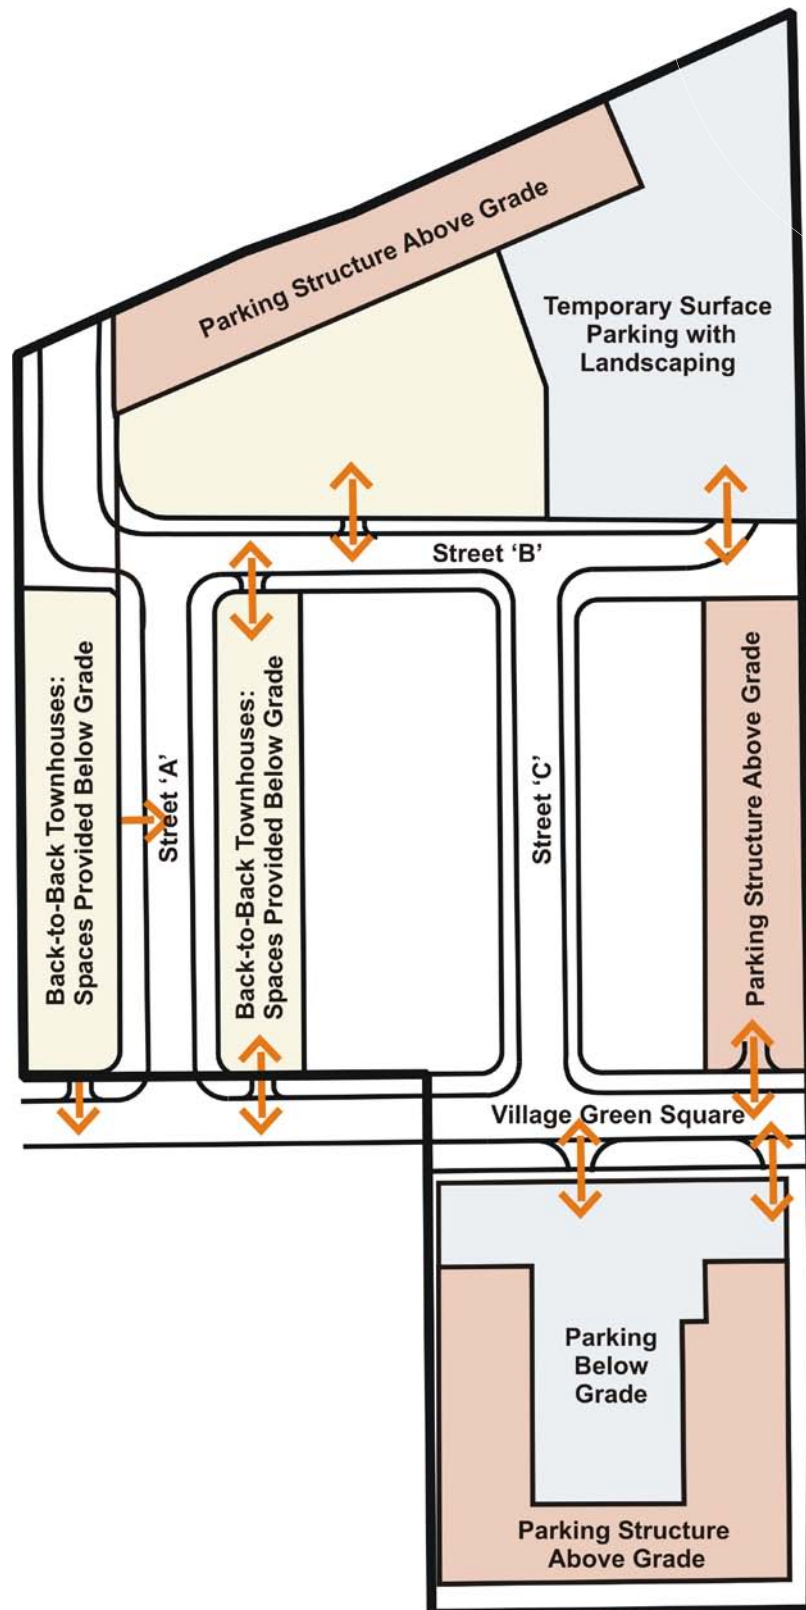 Parking Structure Above Grade
Temporary Surface
Parking with
Landscaping
Street ‘B’
Back-to-Back Townhouses:
Spaces Provided Below Grade
Street ‘A’
Back-to-Back Townhouses:
Spaces Provided Below Grade
Street ‘C’
Parking Structure Above Grade
Village Green Square
Parking
Below
Grade
Parking Structure
Above Grade